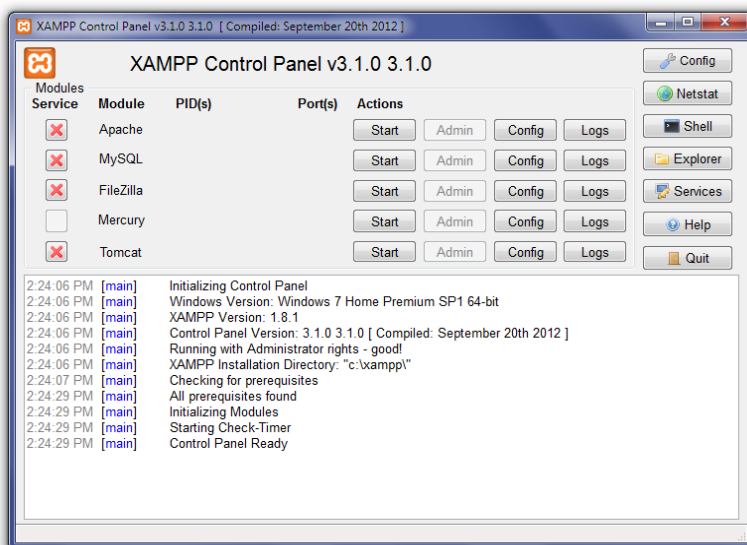 XAMPP Control Panel v3.1.0 3.1.0 [ Compiled: September 20th 2012 ]
XAMPP Control Panel v3.1.0 3.1.0
Config
Modules
Netstat
Service Module PID(s) Port(s) Actions
Apache Start Admin Config Logs
Shell
MySQL Start Admin Config Logs
Explorer
FileZilla Start Admin Config Logs
Services
Mercury Start Admin Config Logs
Help
Tomcat Start Admin Config Logs
Quit
2:24:06 PM [main] Initializing Control Panel
2:24:06 PM [main] Windows Version: Windows 7 Home Premium SP1 64-bit
2:24:06 PM [main] XAMPP Version: 1.8.1
2:24:06 PM [main] Control Panel Version: 3.1.0 3.1.0 [ Compiled: September 20th 2012 ]
2:24:06 PM [main] Running with Administrator rights - good!
2:24:06 PM [main] XAMPP Installation Directory: "c:\xampp\"
2:24:07 PM [main] Checking for prerequisites
2:24:29 PM [main] All prerequisites found
2:24:29 PM [main] Initializing Modules
2:24:29 PM [main] Starting Check-Timer
2:24:29 PM [main] Control Panel Ready